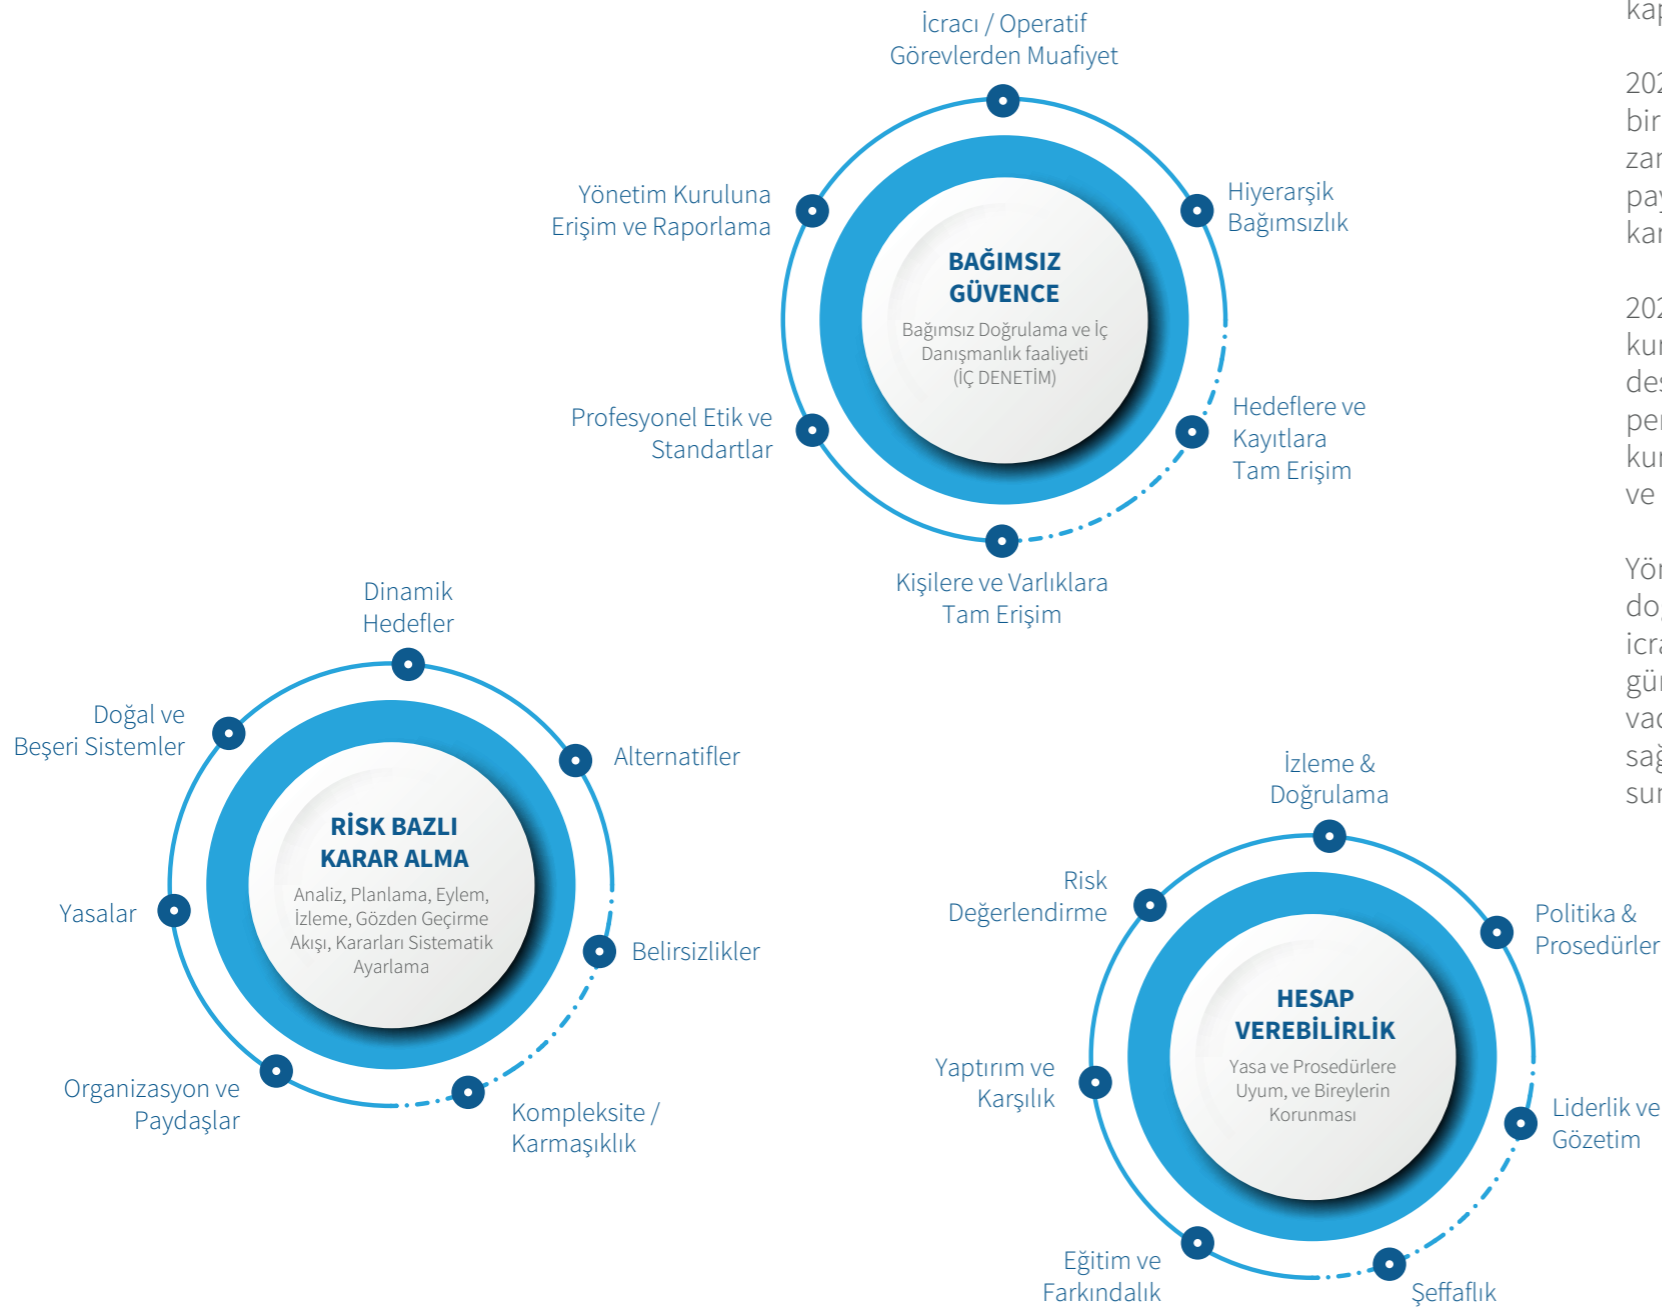 İcracı / Operatif
Görevlerden Muafiyet
Yönetim Kuruluna
Erişim ve Raporlama
Hiyerarşik
Bağımsızlık
BAĞIMSIZ
GÜVENCE
Bağımsız Doğrulama ve İç
Danışmanlık faaliyeti
(İÇ DENETİM)
Profesyonel Etik ve
Standartlar
Hedeflere ve
Kayıtlara
Tam Erişim
Kişilere ve Varlıklara
Tam Erişim
Dinamik
Hedefler
Doğal ve
Beşeri Sistemler
Alternatifler
RİSK BAZLI
KARAR ALMA
Analiz, Planlama, Eylem,
İzleme, Gözden Geçirme
Akışı, Kararları Sistematik
Ayarlama
Yasalar
Belirsizlikler
Organizasyon ve
Paydaşlar
Kompleksite /
Karmaşıklık
İzleme &
Doğrulama
Risk
Değerlendirme
Politika &
Prosedürler
HESAP
VEREBİLİRLİK
Yasa ve Prosedürlere
Uyum, ve Bireylerin
Korunması
Yaptırım ve
Karşılık
Liderlik ve
Gözetim
Eğitim ve
Farkındalık
Şeffaflık
bir
ve